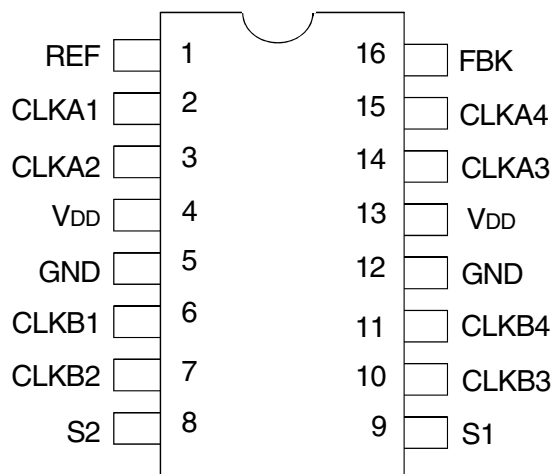 REF 1 16 FBK
CLKA1 2 15 CLKA4
CLKA2 3 14 CLKA3
VDD 4 13 VDD
GND 5 12 GND
CLKB1 6 11 CLKB4
CLKB2 7 10 CLKB3
S2 8 9 S1